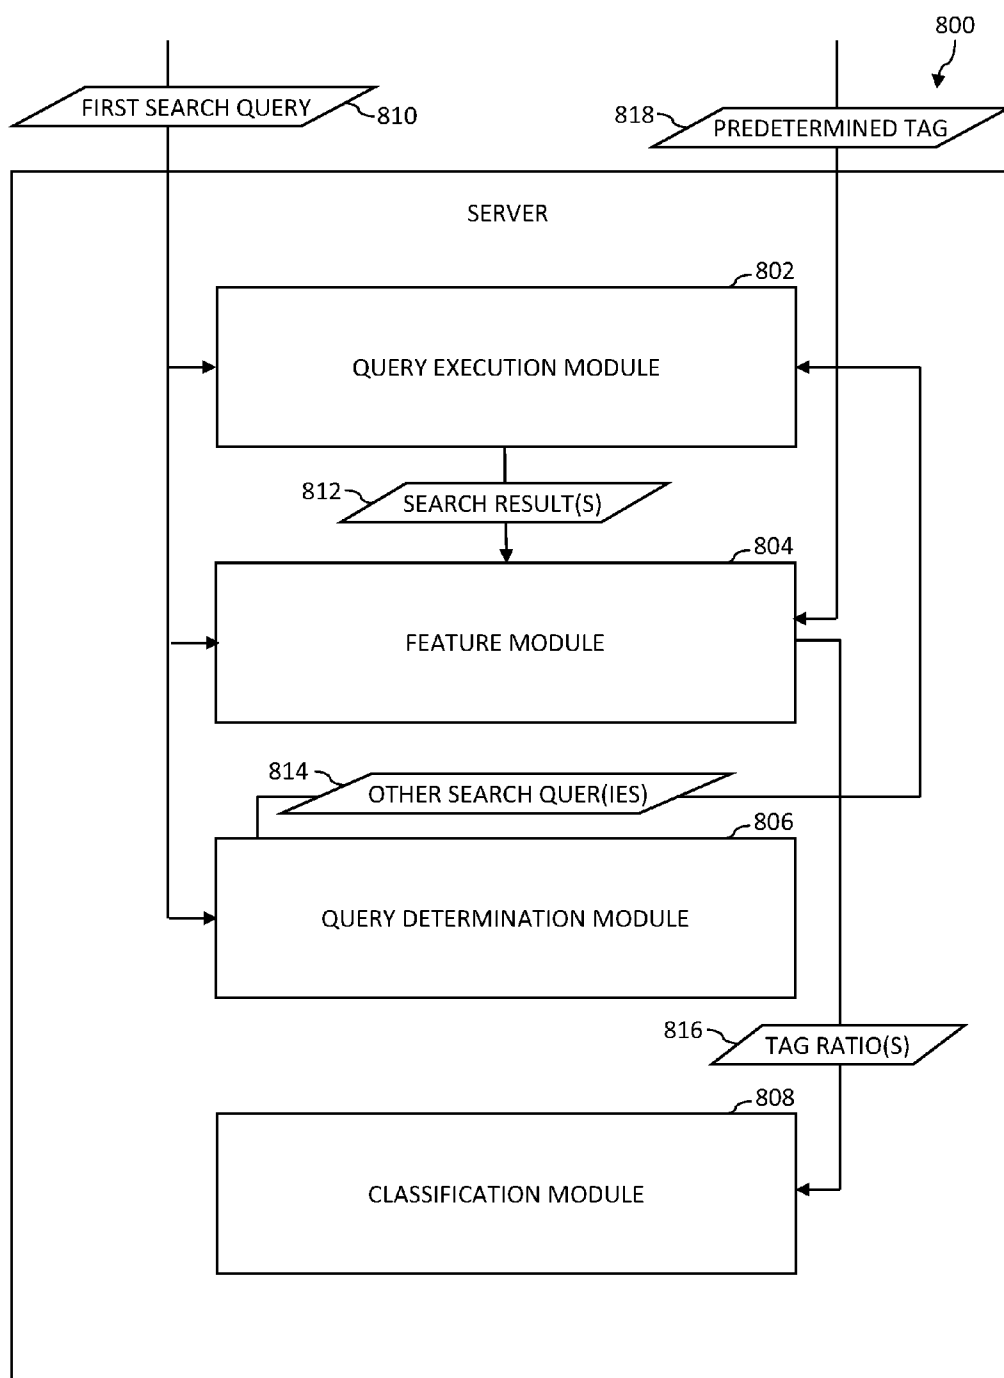 800
FIRST SEARCH QUERY
810
818
PREDETERMINED TAG
SERVER
802
QUERY EXECUTION MODULE
812
SEARCH RESULT(S)
804
FEATURE MODULE
814
OTHER SEARCH QUER(IES)
806
QUERY DETERMINATION MODULE
816
TAG RATIO(S)
808
CLASSIFICATION MODULE